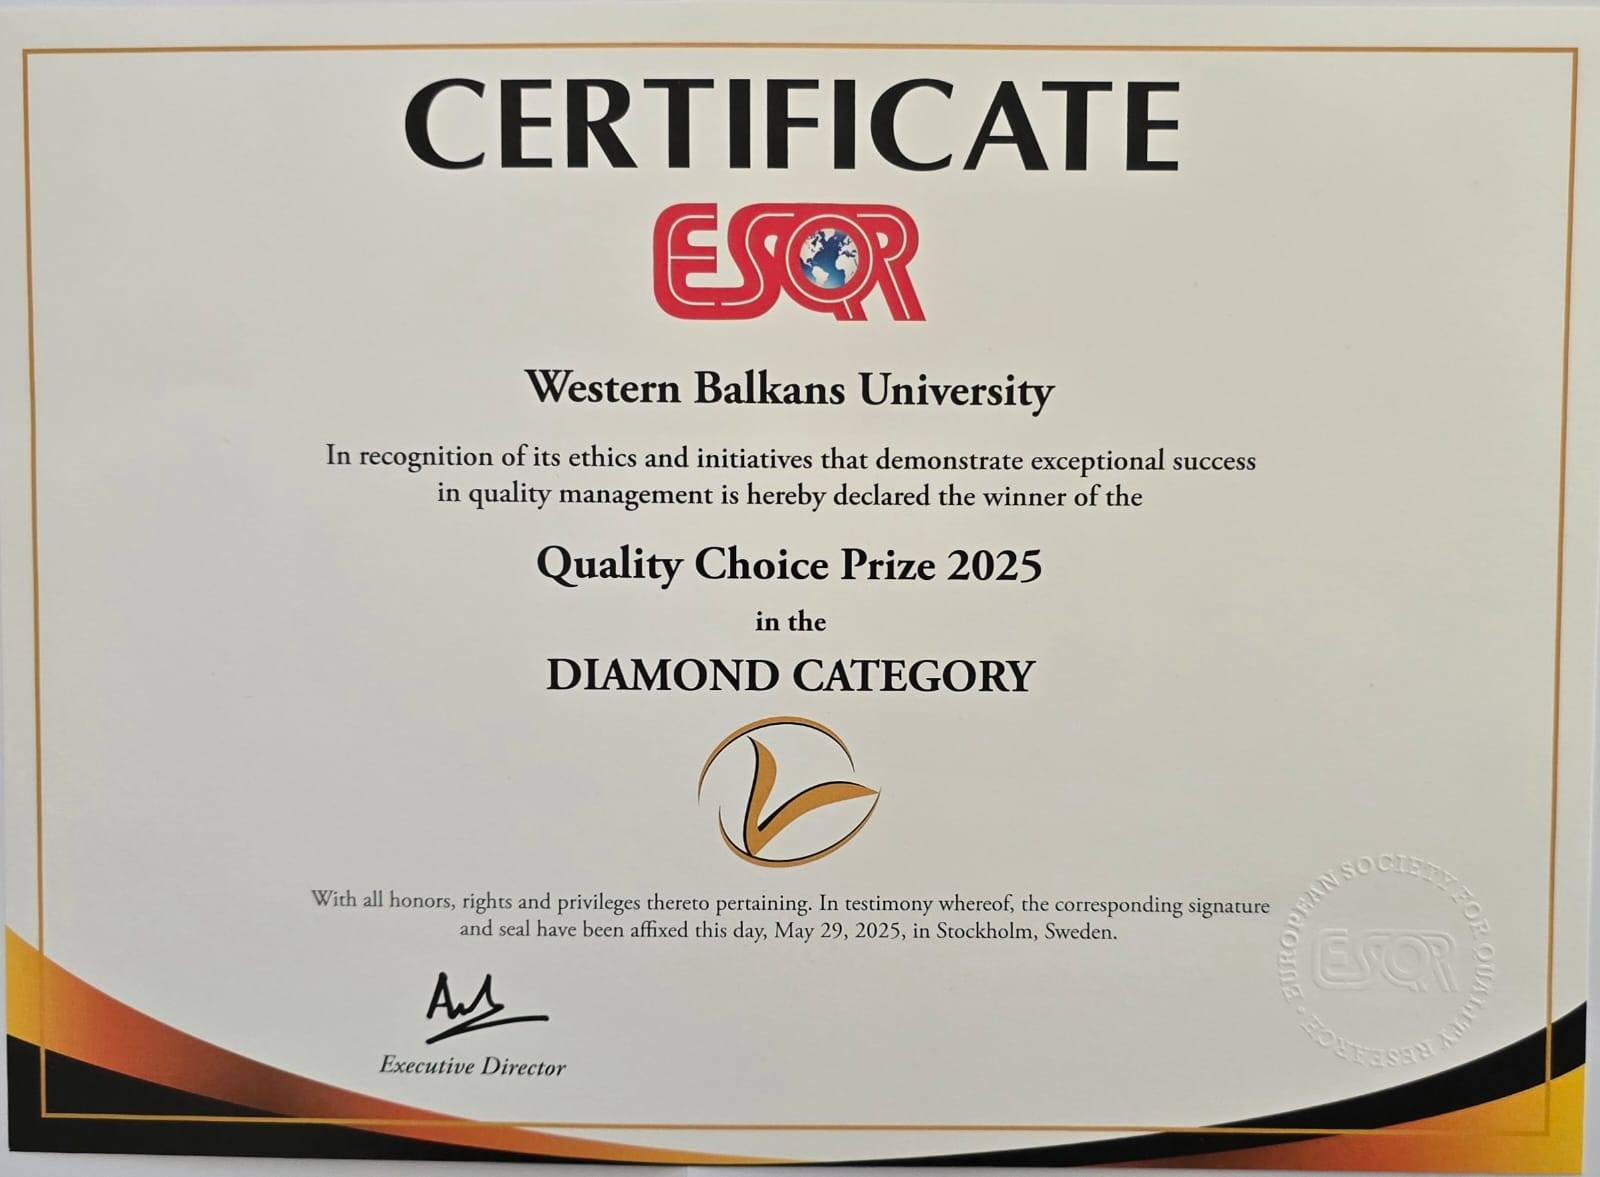 CERTIFICATE
ESQR
Western Balkans University
In recognition of its ethics and initiatives that demonstrate exceptional success
in quality management is hereby declared the winner of the
Quality Choice Prize 2025
in the
DIAMOND CATEGORY
With all honors, rights and privileges thereto pertaining. In testimony whereof, the corresponding signature
and seal have been affixed this day, May 29, 2025, in Stockholm, Sweden.
Executive Director
EUROPEAN SOCIETY FOR QUALITY RESEARCH
ESQR